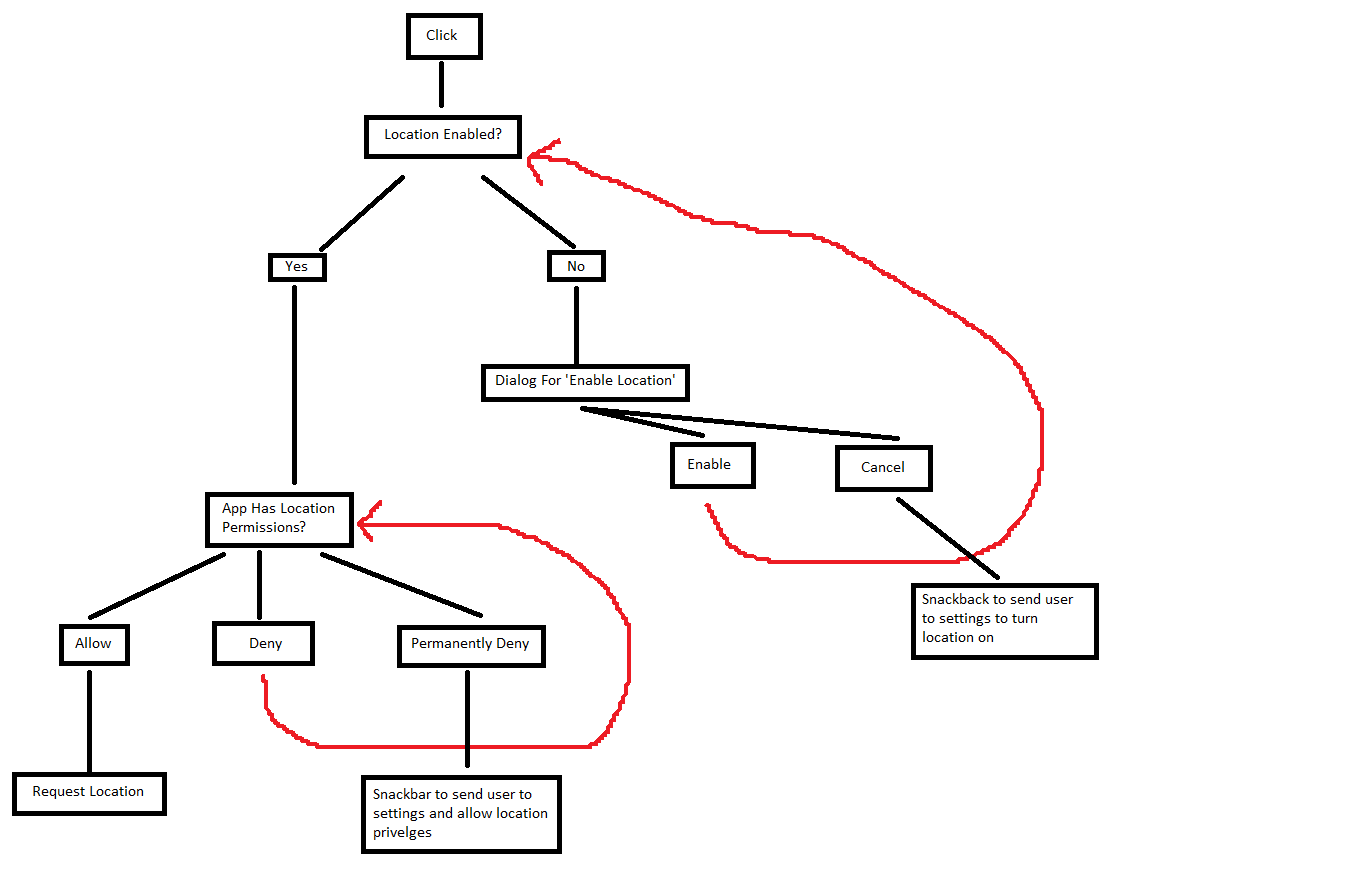 Click
Location Enabled?
Yes
No
Dialog For 'Enable Location'
Enable
Cancel
App Has Location
Permissions?
Snackback to send user
to settings to turn
location on
Allow
Deny
Permanently Deny
Request Location
Snackbar to send user to
settings and allow location
privelges